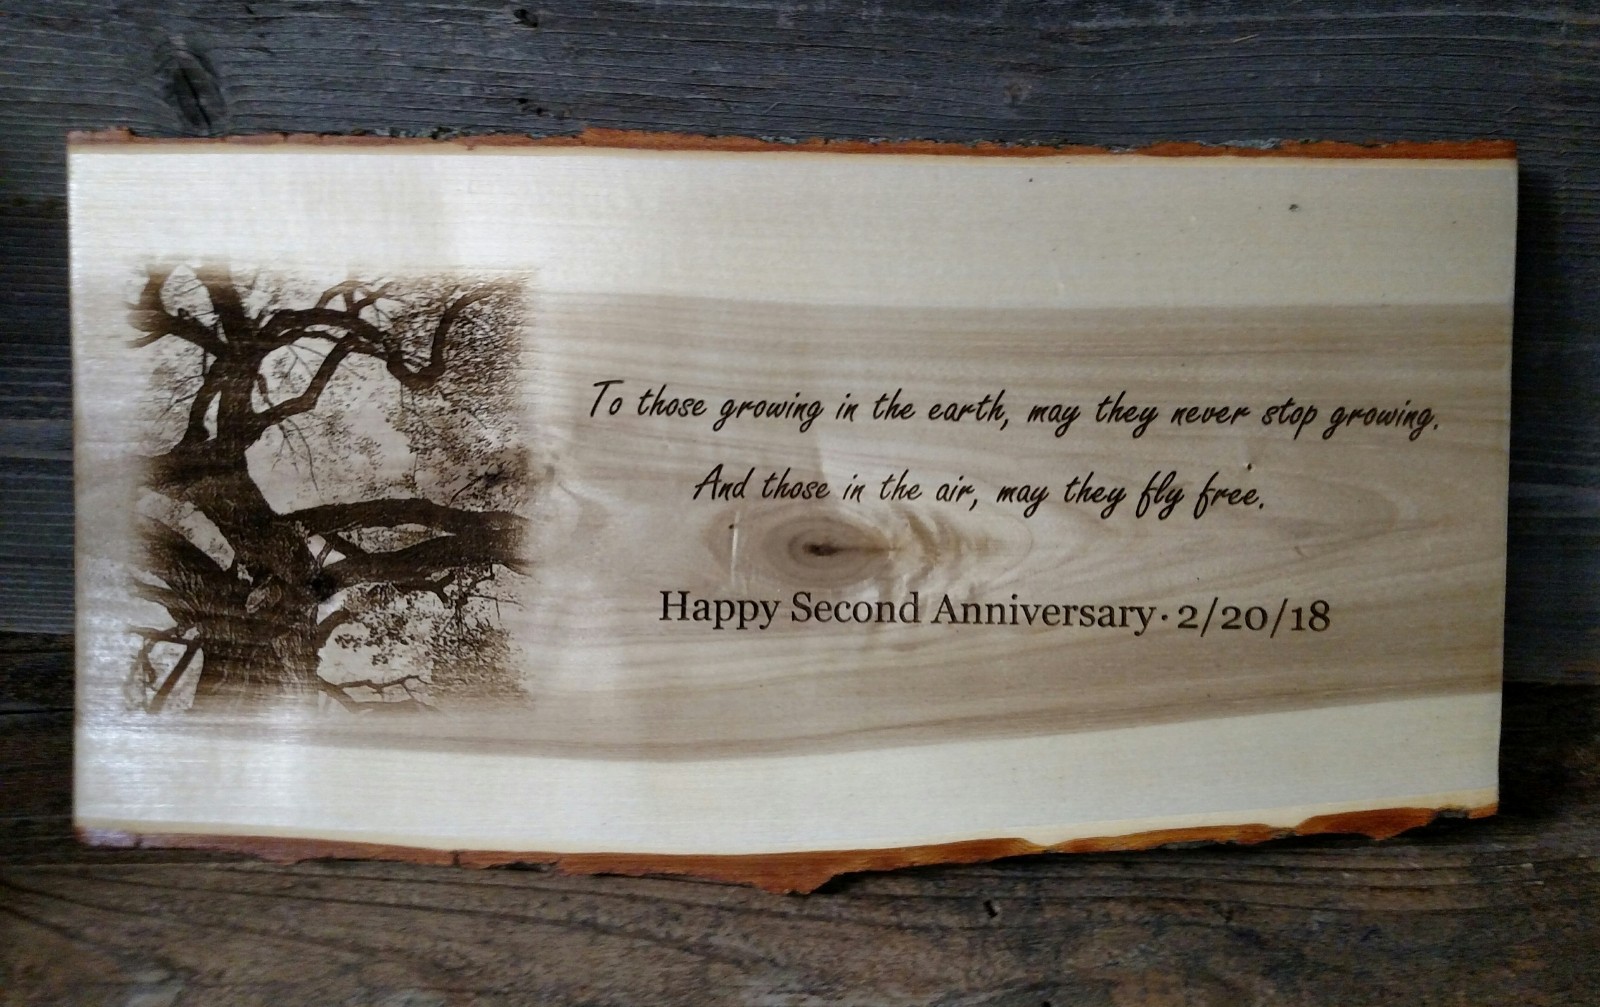 To those growing in the earth, may they never stop growing.
And those in the air, may they fly free.
Happy Second Anniversary · 2/20/18